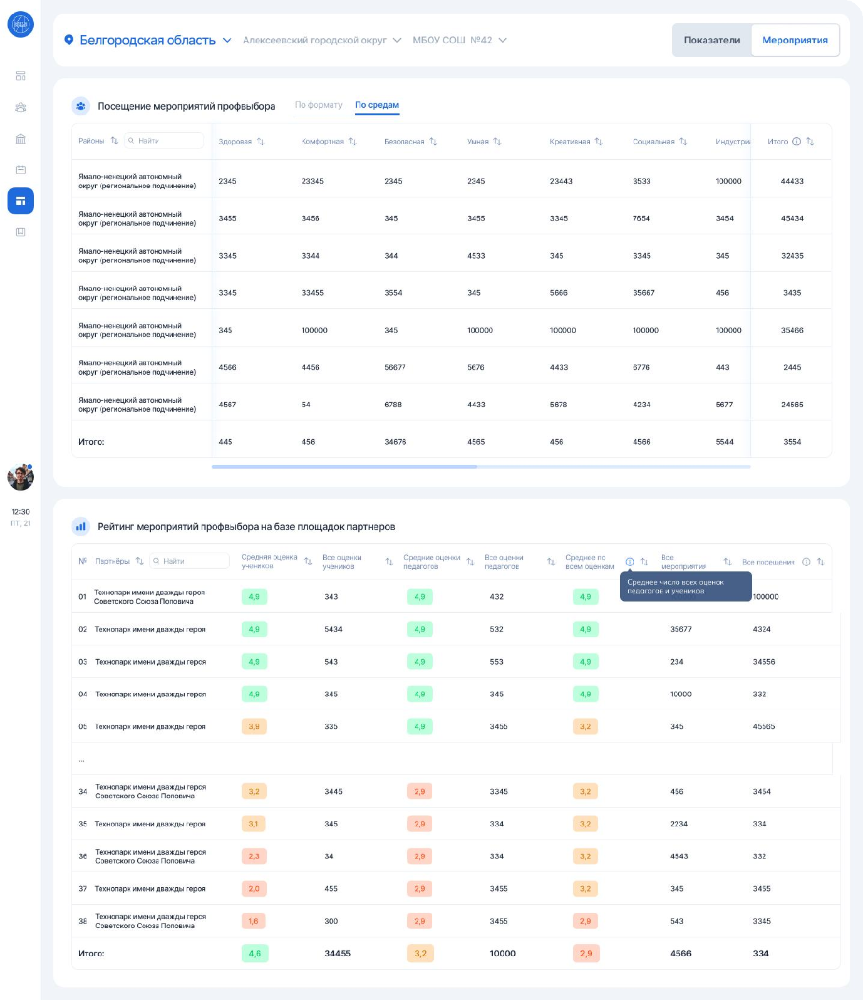 Белгородская область Алексеевский городской округ МБОУ СОШ №42 Показатели Мероприятия
Посещение мероприятий профвыбора По формату По средам
Районы Найти Здоровая Комфортная Безопасная Умная Креативная Социальная Индустриа Итого
Ямало-ненецкий автономный
округ (региональное подчинение) 2345 23345 2345 2345 23443 3533 100000 44433
Ямало-ненецкий автономный
округ (региональное подчинение) 3455 3456 345 3455 3345 7654 3454 45434
Ямало-ненецкий автономный
округ (региональное подчинение) 3345 3344 344 4533 345 3345 345 32435
Ямало-ненецкий автономный
округ (региональное подчинение) 3345 33455 3554 345 5666 35667 456 3435
Ямало-ненецкий автономный
округ (региональное подчинение) 345 100000 345 100000 100000 100000 100000 35466
Ямало-ненецкий автономный
округ (региональное подчинение) 4566 4456 56677 5676 4433 6776 443 2445
Ямало-ненецкий автономный
округ (региональное подчинение) 4567 54 6788 4433 5678 4234 5677 24565
Итого: 445 456 34676 4565 456 4566 5544 3554
12:30
ПТ, 21
Рейтинг мероприятий профвыбора на базе площадок партнеров
№ Партнёры Найти Средняя оценка учеников Все оценки учеников Средние оценки педагогов Все оценки педагогов Среднее по всем оценкам Все мероприятия Все посещения
Среднее число всех оценок
педагогов и учеников
01 Технопарк имени дважды героя
Советского Союза Поповича 4,9 343 4,9 432 4,9 100000
02 Технопарк имени дважды героя 4,9 5434 4,9 532 4,9 35677 4324
03 Технопарк имени дважды героя 4,9 543 4,9 553 4,9 234 34556
04 Технопарк имени дважды героя 4,9 345 4,9 345 4,9 10000 332
05 Технопарк имени дважды героя 3,9 335 4,9 3455 3,2 345 45565
...
34 Технопарк имени дважды героя
Советского Союза Поповича 3,2 3445 2,9 3345 3,2 456 3454
35 Технопарк имени дважды героя 3,1 345 2,9 334 3,2 2234 334
36 Технопарк имени дважды героя
Советского Союза Поповича 2,3 34 2,9 334 3,2 4543 332
37 Технопарк имени дважды героя 2,0 455 2,9 3455 3,2 345 3455
38 Технопарк имени дважды героя
Советского Союза Поповича 1,6 300 2,9 3455 2,9 543 3345
Итого: 4,6 34455 3,2 10000 2,9 4566 334